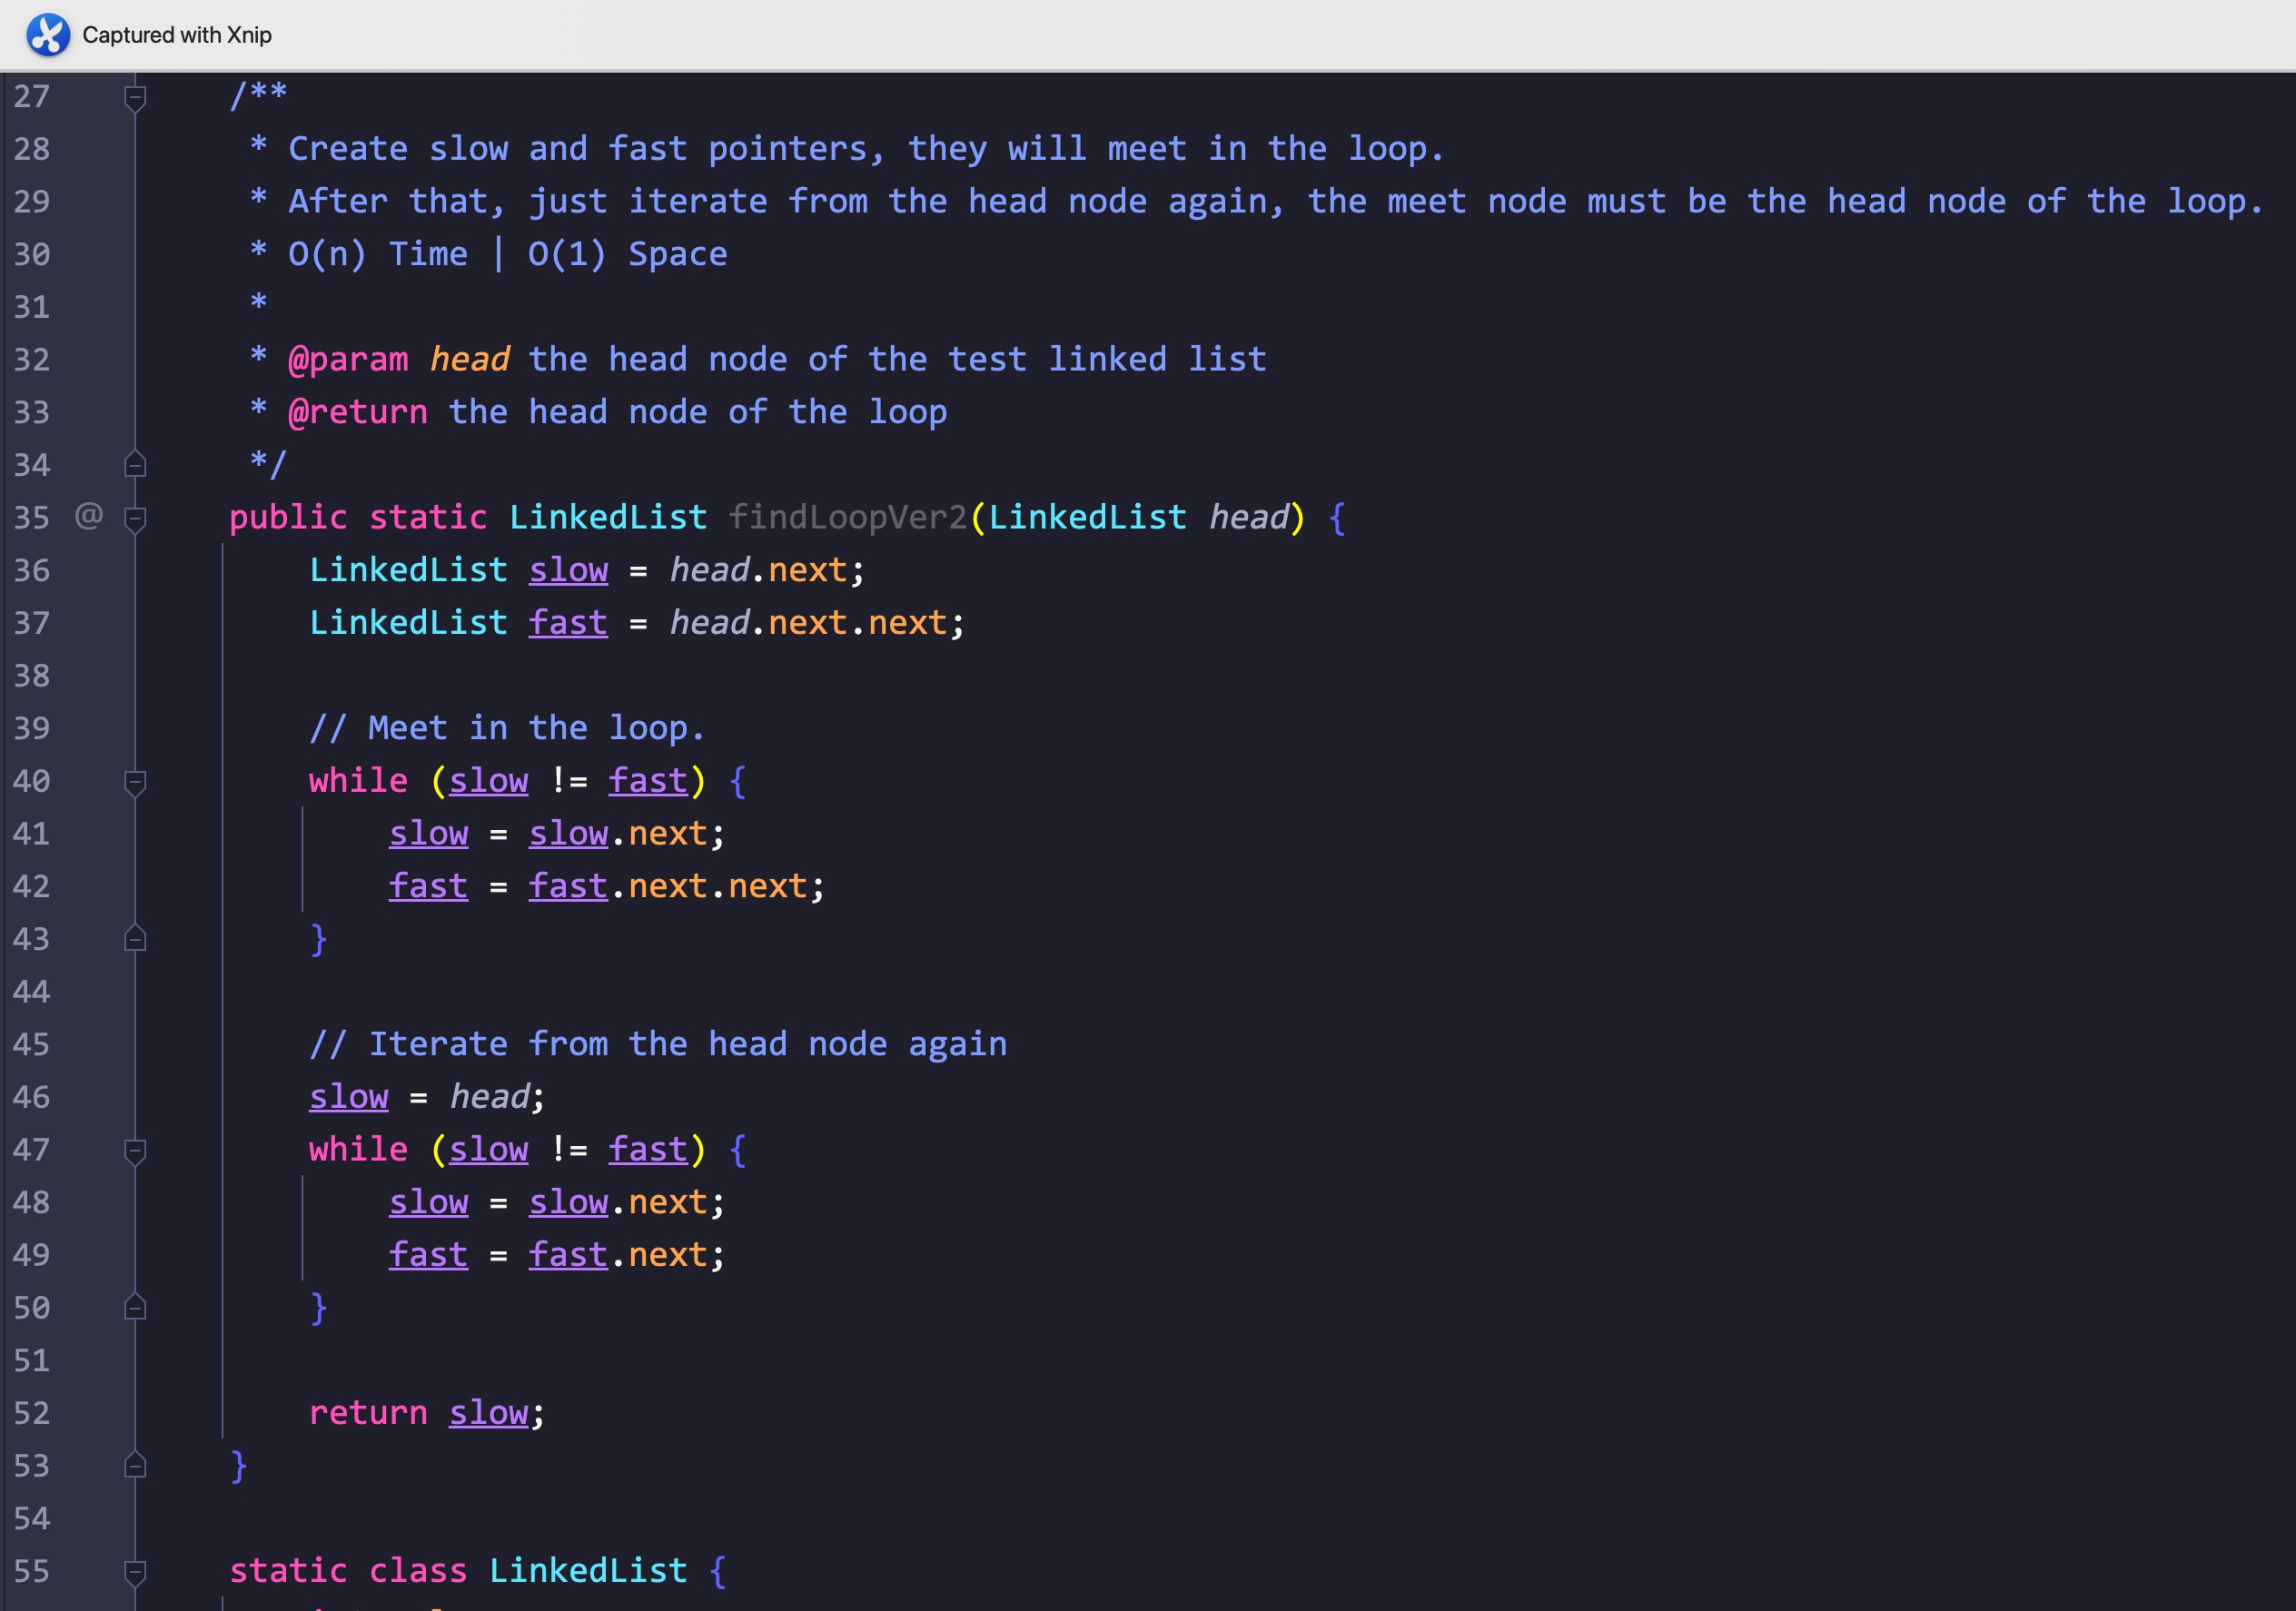 Captured with Xnip
27 /**
28 * Create slow and fast pointers, they will meet in the loop.
29 * After that, just iterate from the head node again, the meet node must be the head node of the loop.
30 * O(n) Time | O(1) Space
31 *
32 * @param head the head node of the test linked list
33 * @return the head node of the loop
34 */
35 @ public static LinkedList findLoopVer2(LinkedList head) {
36 LinkedList slow = head.next;
37 LinkedList fast = head.next.next;
38
39 // Meet in the loop.
40 while (slow != fast) {
41 slow = slow.next;
42 fast = fast.next.next;
43 }
44
45 // Iterate from the head node again
46 slow = head;
47 while (slow != fast) {
48 slow = slow.next;
49 fast = fast.next;
50 }
51
52 return slow;
53 }
54
55 static class LinkedList {